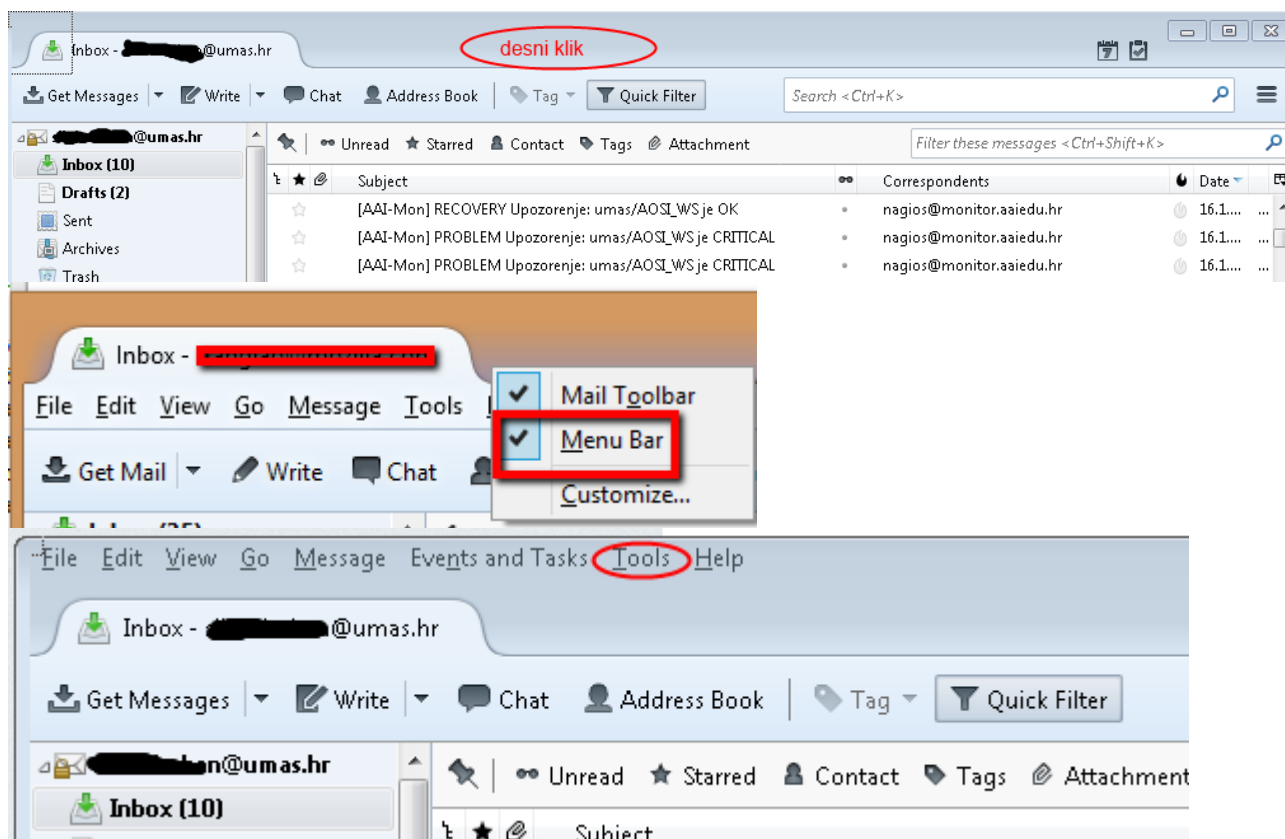 Inbox - @umas.hr
desni klik
Get Messages Write Chat Address Book Tag Quick Filter Search <Ctrl+K>
@umas.hr Unread Starred Contact Tags Attachment Filter these messages <Ctrl+Shift+K>
Inbox (10) Subject Correspondents Date
Drafts (2) [AAI-Mon] RECOVERY Upozorenje: umas/AOSI_WS je OK nagios@monitor.aaiedu.hr 16.1.... ...
Sent [AAI-Mon] PROBLEM Upozorenje: umas/AOSI_WS je CRITICAL nagios@monitor.aaiedu.hr 16.1.... ...
Archives [AAI-Mon] PROBLEM Upozorenje: umas/AOSI_WS je CRITICAL nagios@monitor.aaiedu.hr 16.1.... ...
Trash
Inbox -
File Edit View Go Message Tools
Mail Toolbar
Menu Bar
Customize...
Get Mail Write Chat
File Edit View Go Message Events and Tasks Tools Help
Inbox - @umas.hr
Get Messages Write Chat Address Book Tag Quick Filter
n@umas.hr Unread Starred Contact Tags Attachment
Inbox (10)
Subject